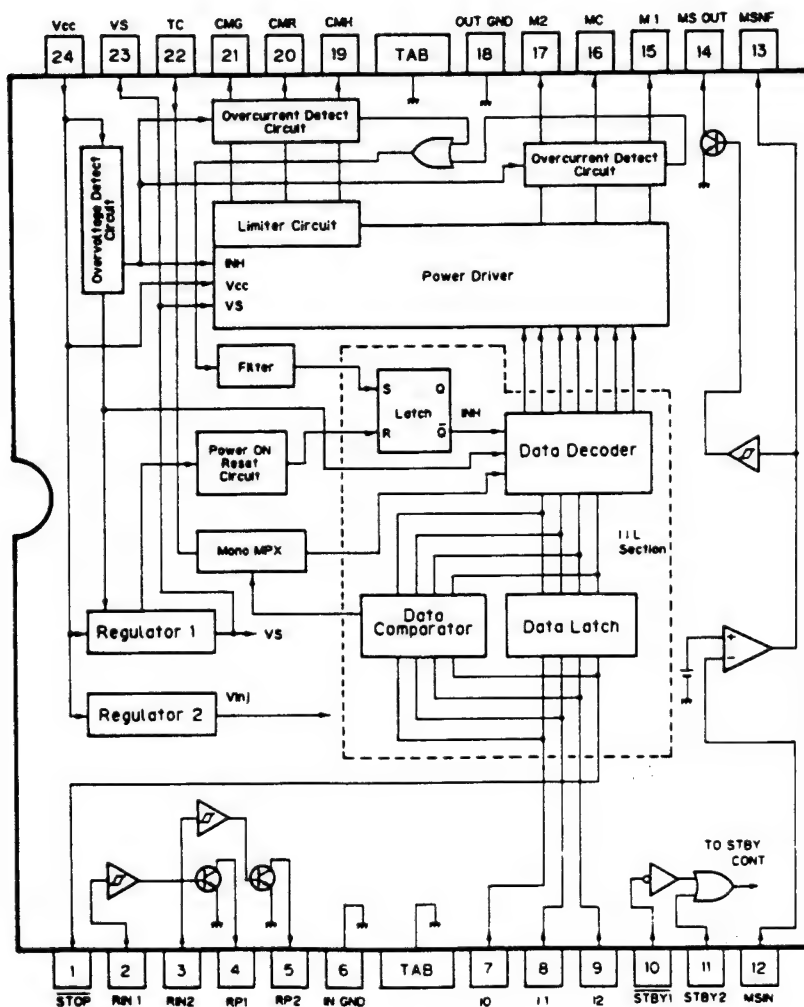 Vcc VS TC CMG CMR CMH OUT GND M2 MC M1 MS OUT MSNF
24 23 22 21 20 19 TAB 18 17 16 15 14 13
Overcurrent Detect
Circuit
Overcurrent Detect
Circuit
Overvoltage Detect
Circuit
Limiter Circuit
INH
Power Driver
Vcc
VS
Filter
S Q
Latch
R Q̅
INH
Power ON
Reset
Circuit
Data Decoder
Mono MPX
IIL
Section
Data
Comparator
Data Latch
Regulator 1
VS
Regulator 2
Vinj
+
−
TO STBY
CONT
1 2 3 4 5 6 TAB 7 8 9 10 11 12
S̅T̅O̅P̅ RIN1 RIN2 RP1 RP2 IN GND I0 I1 I2 S̅T̅B̅Y̅1̅ STBY2 MSIN